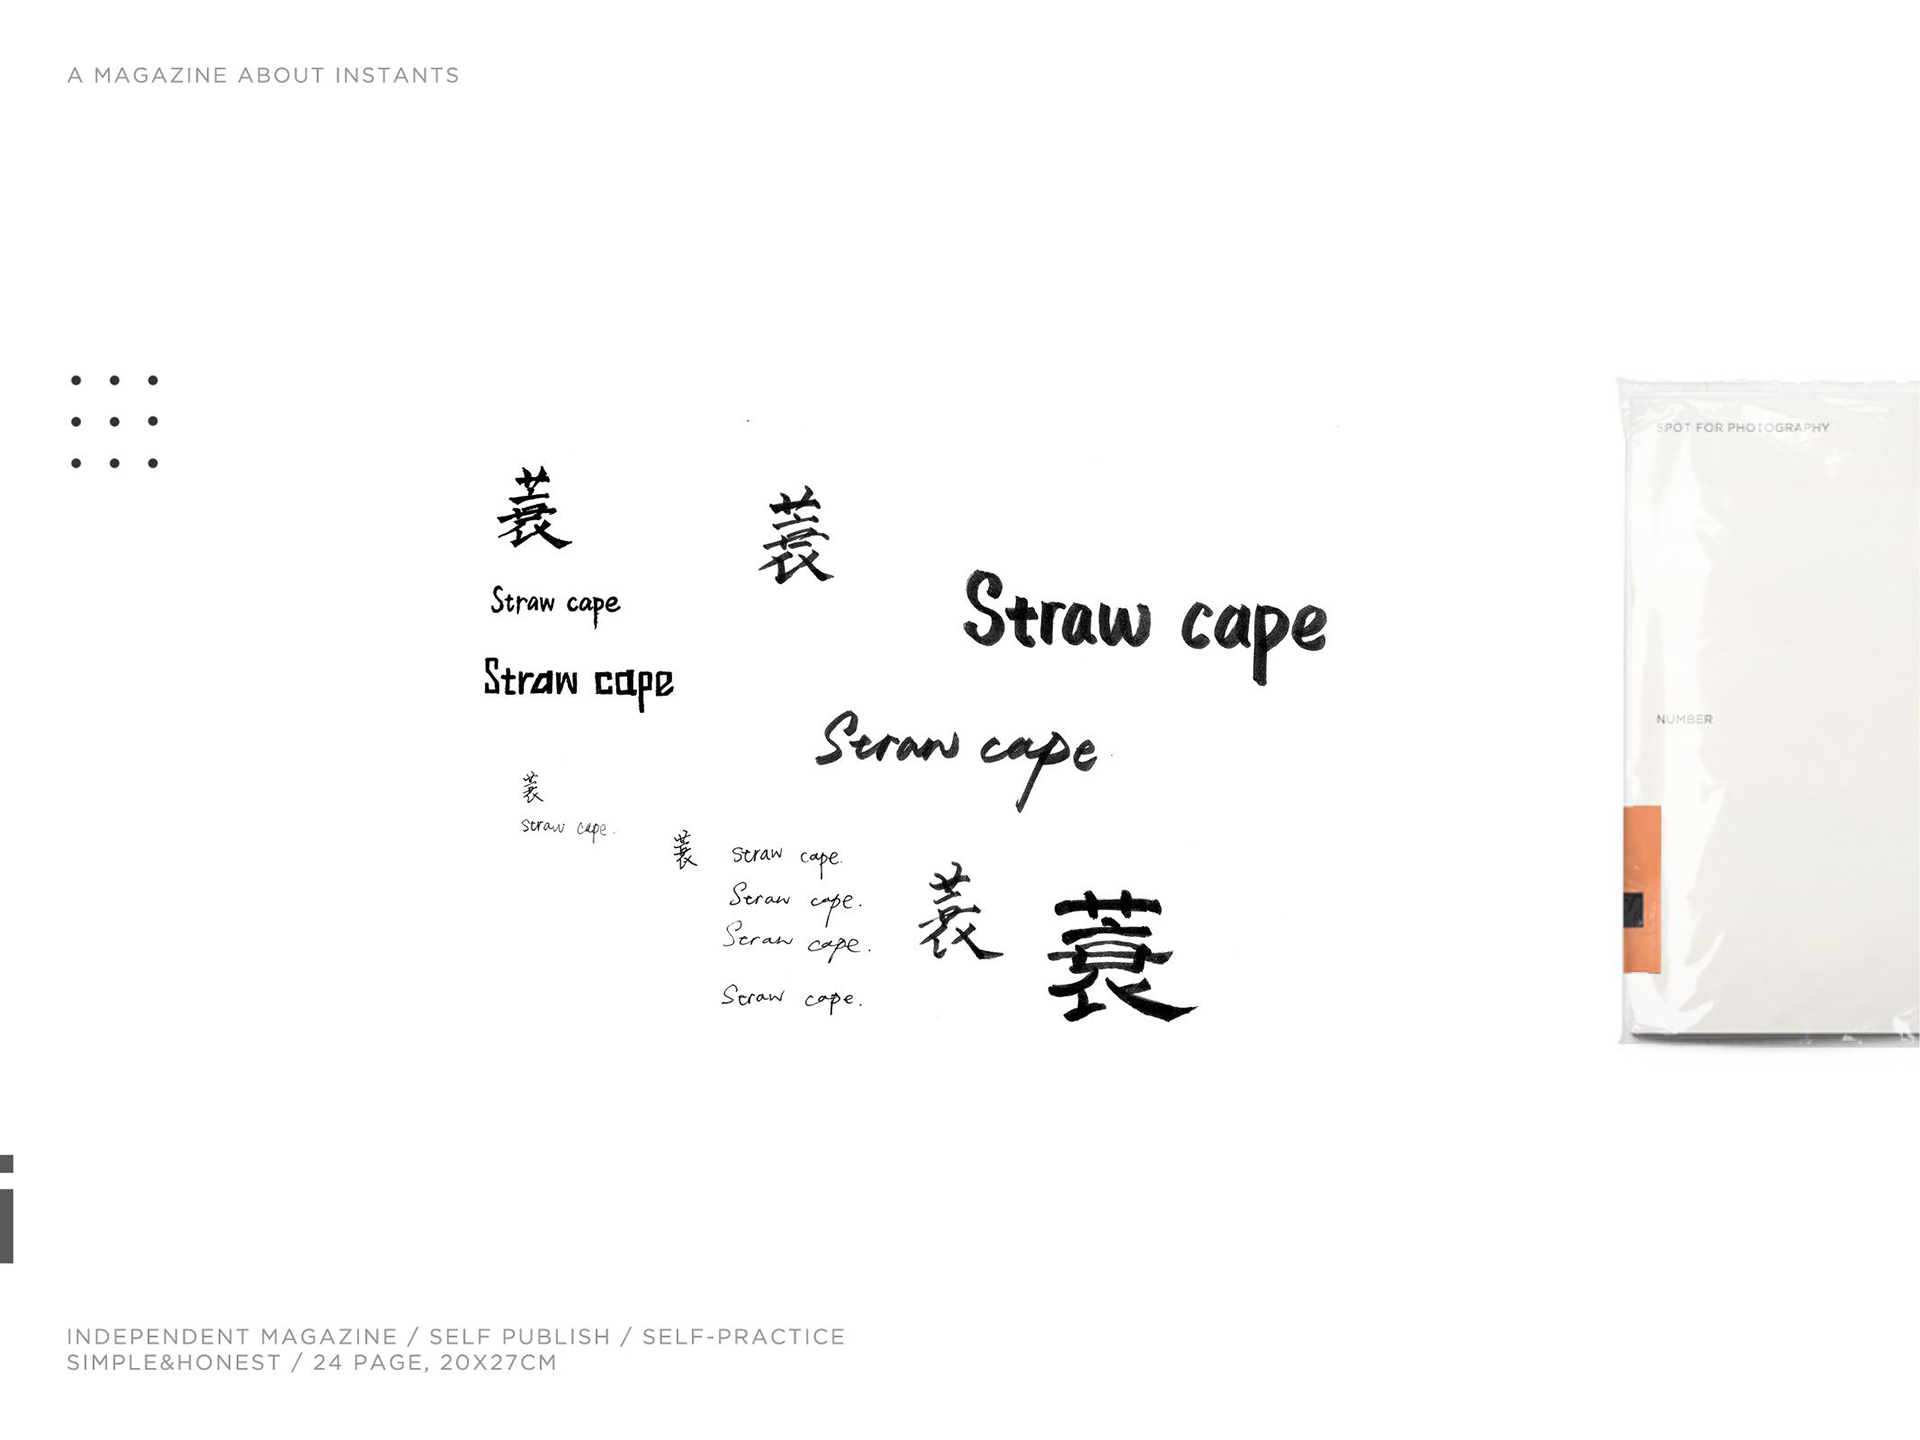 A MAGAZINE ABOUT INSTANTS
SPOT FOR PHOTOGRAPHY
蓑
蓑
Straw cape
Straw cape
Straw cape
NUMBER
Straw cape
蓑
straw cape.
蓑 straw cape.
Straw cape.
Straw cape.
Straw cape.
蓑
蓑
i
INDEPENDENT MAGAZINE / SELF PUBLISH / SELF-PRACTICE
SIMPLE&HONEST / 24 PAGE, 20X27CM